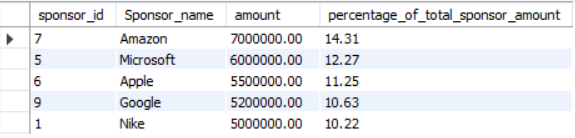 sponsor_id Sponsor_name amount percentage_of_total_sponsor_amount
7 Amazon 7000000.00 14.31
5 Microsoft 6000000.00 12.27
6 Apple 5500000.00 11.25
9 Google 5200000.00 10.63
1 Nike 5000000.00 10.22